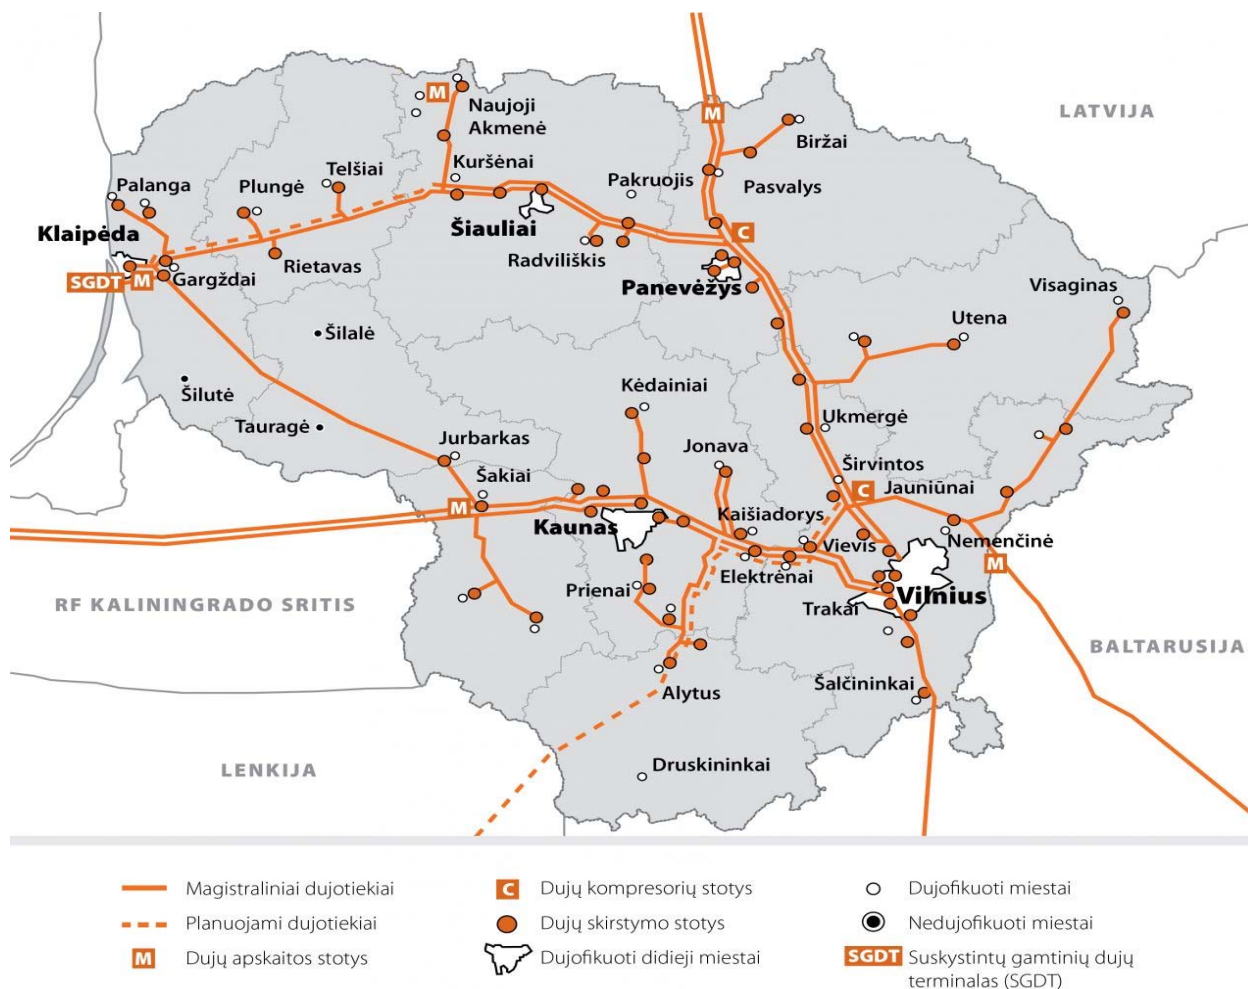 LATVIJA
M
Naujoji
Akmenė
M
Biržai
Kuršėnai
Telšiai
Palanga
Plungė
Pakruojis
Pasvalys
Klaipėda
Šiauliai
C
Radviliškis
Rietavas
SGDT
M
Gargždai
Panevėžys
Visaginas
Utena
Šilalė
Šilutė
Kėdainiai
Tauragė
Ukmergė
Jurbarkas
Jonava
Širvintos
Šakiai
C
Jauniūnai
M
Kaunas
Kaišiadorys
Nemenčinė
Vievis
M
Elektrėnai
Prienai
RF KALININGRADO SRITIS
Trakai
Vilnius
BALTARUSIJA
Šalčininkai
Alytus
LENKIJA
Druskininkai
Magistraliniai dujotiekiai
C
Dujų kompresorių stotys
Dujofikuoti miestai
Planuojami dujotiekiai
Dujų skirstymo stotys
Nedujofikuoti miestai
M
Dujų apskaitos stotys
Dujofikuoti didieji miestai
SGDT
Suskystintų gamtinių dujų
terminalas (SGDT)